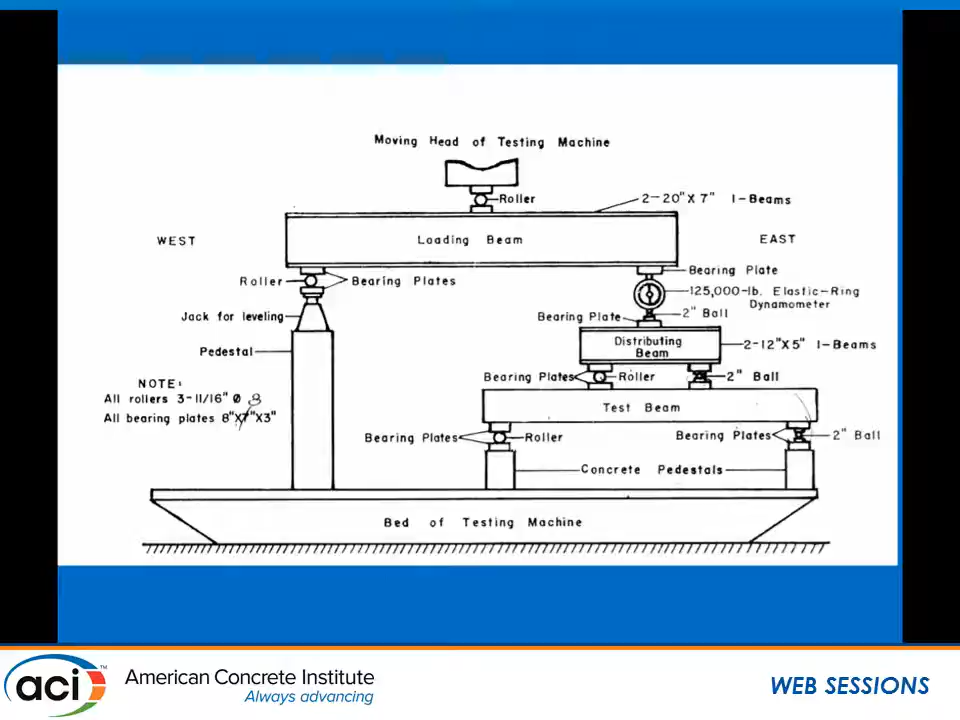 Moving Head of Testing Machine
Roller
2-20"X 7" I-Beams
WEST
Loading Beam
EAST
Bearing Plate
Roller
Bearing Plates
125,000-lb. Elastic-Ring
Dynamometer
Jack for leveling
Bearing Plate
2" Ball
Pedestal
Distributing
Beam
2-12"X5" I-Beams
Bearing Plates
Roller
2" Ball
NOTE:
All rollers 3-11/16" Ø 8
All bearing plates 8"X7"X3"
Test Beam
Bearing Plates
Roller
Bearing Plates
2" Ball
Concrete Pedestals
Bed of Testing Machine
aci™
American Concrete Institute
Always advancing
WEB SESSIONS